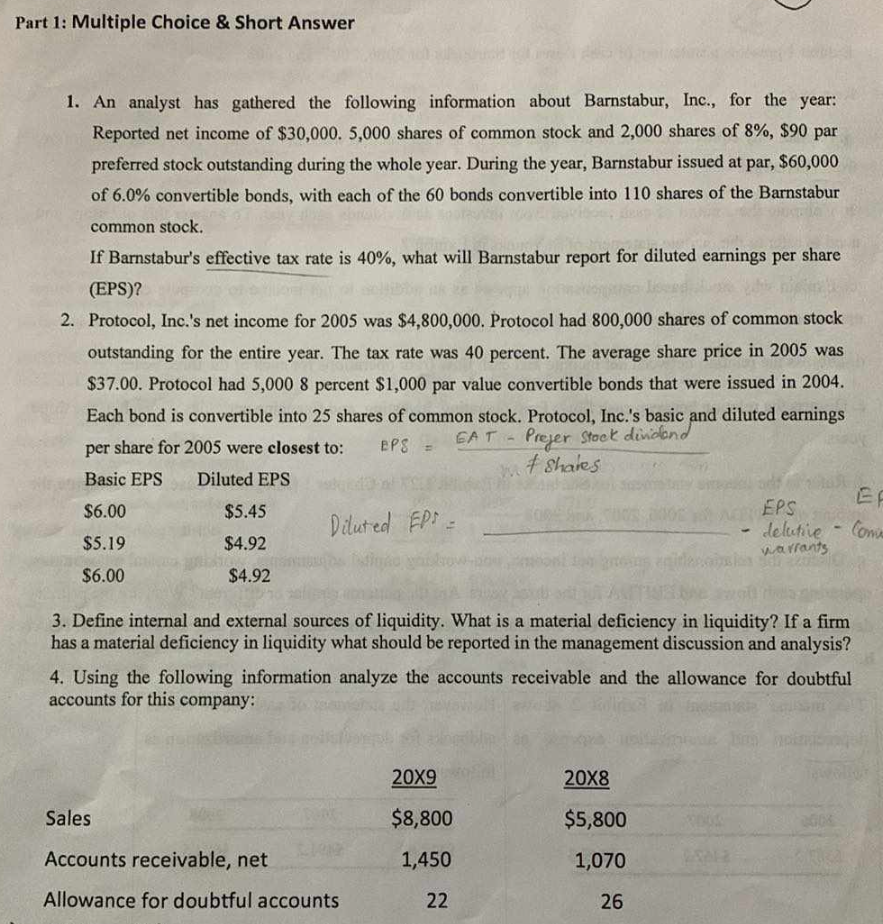 Part 1: Multiple Choice & Short Answer
1. An analyst has gathered the following information about Barnstabur, Inc., for the year:
Reported net income of $30,000. 5,000 shares of common stock and 2,000 shares of 8%, $90 par
preferred stock outstanding during the whole year. During the year, Barnstabur issued at par, $60,000
of 6.0% convertible bonds, with each of the 60 bonds convertible into 110 shares of the Barnstabur
common stock.
If Barnstabur's effective tax rate is 40%, what will Barnstabur report for diluted earnings per share
(EPS)?
2. Protocol, Inc.'s net income for 2005 was $4,800,000. Protocol had 800,000 shares of common stock
outstanding for the entire year. The tax rate was 40 percent. The average share price in 2005 was
$37.00. Protocol had 5,000 8 percent $1,000 par value convertible bonds that were issued in 2004.
Each bond is convertible into 25 shares of common stock. Protocol, Inc.'s basic and diluted earnings
per share for 2005 were closest to: EPS = EAT - Prefer Stock dividend
# Shares
Basic EPS Diluted EPS
$6.00 $5.45
Diluted EPS =
EPS
- delutive -
warrants
$5.19 $4.92
$6.00 $4.92
3. Define internal and external sources of liquidity. What is a material deficiency in liquidity? If a firm
has a material deficiency in liquidity what should be reported in the management discussion and analysis?
4. Using the following information analyze the accounts receivable and the allowance for doubtful
accounts for this company:
20X9 20X8
Sales $8,800 $5,800
Accounts receivable, net 1,450 1,070
Allowance for doubtful accounts 22 26